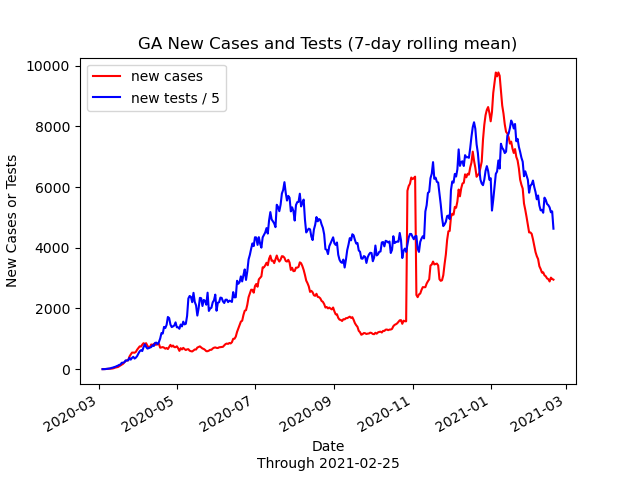 GA New Cases and Tests (7-day rolling mean)
new cases
new tests / 5
New Cases or Tests
10000
8000
6000
4000
2000
0
2020-03
2020-05
2020-07
2020-09
2020-11
2021-01
2021-03
Date
Through 2021-02-25